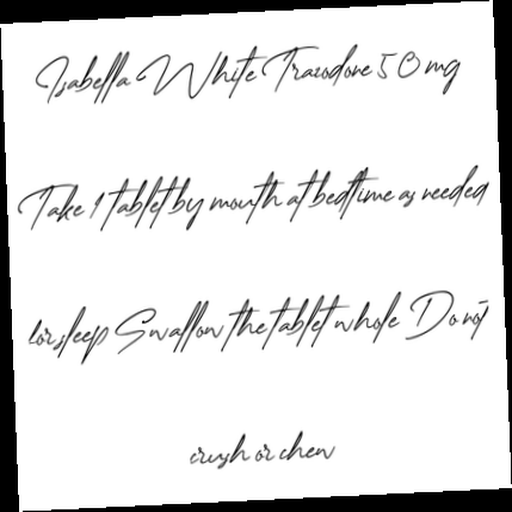 Isabella White Trazodone 50 mg
Take 1 tablet by mouth at bedtime as needed
for sleep Swallow the tablet whole Do not
crush or chew